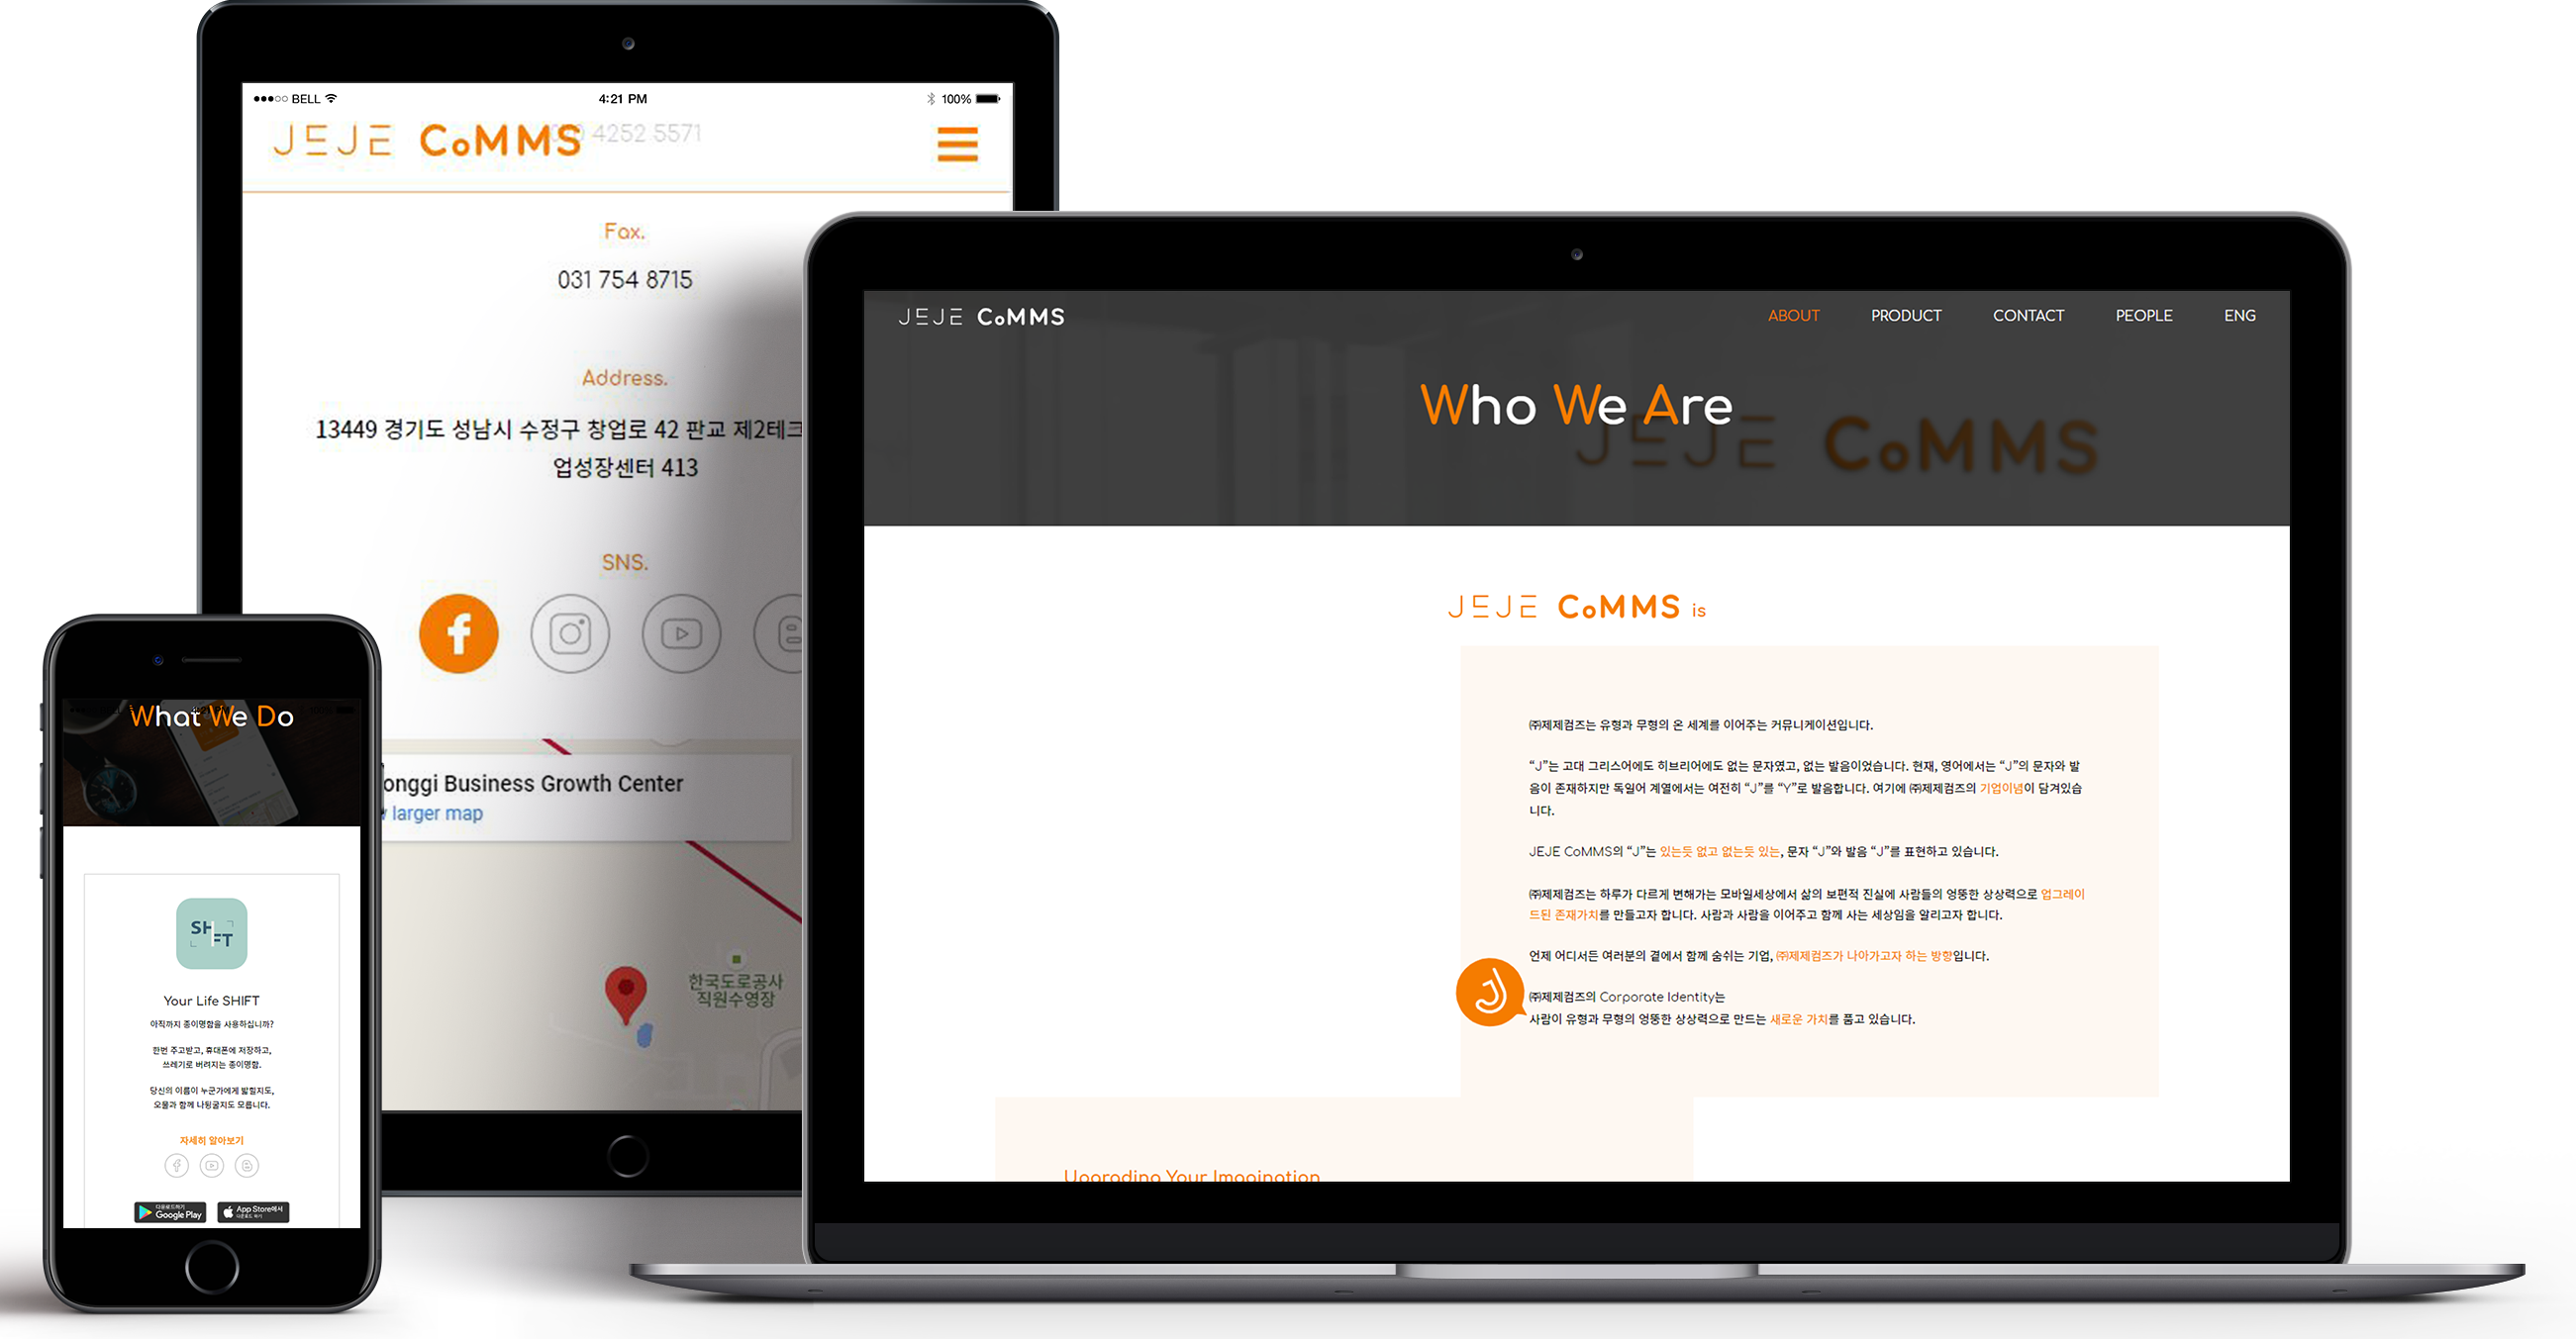 BELL
4:21 PM
100%
JEJE CoMMS
4252 5571
Fax.
031 754 8715
Address.
13449 경기도 성남시 수정구 창업로 42 판교 제2테크
업성장센터 413
SNS.
onggi Business Growth Center
larger map
한국도로공사
직원수영장
What We Do
SHIFT
Your Life SHIFT
아직까지 종이명함을 사용하십니까?
한번 주고받고, 휴대폰에 저장하고,
쓰레기로 버려지는 종이명함.
당신의 이름이 누군가에게 밟힐지도,
오물과 함께 나뒹굴지도 모릅니다.
자세히 알아보기
다운로드하기
Google Play
App Store에서
다운로드 하기
JEJE CoMMS
ABOUT
PRODUCT
CONTACT
PEOPLE
ENG
Who We Are
JEJE CoMMS
JEJE CoMMS is
㈜제제컴즈는 유형과 무형의 온 세계를 이어주는 커뮤니케이션입니다.
“J”는 고대 그리스어에도 히브리어에도 없는 문자였고, 없는 발음이었습니다. 현재, 영어에서는 “J”의 문자와 발
음이 존재하지만 독일어 계열에서는 여전히 “J”를 “Y”로 발음합니다. 여기에 ㈜제제컴즈의 기업이념이 담겨있습
니다.
JEJE CoMMS의 “J”는 있는듯 없고 없는듯 있는, 문자 “J”와 발음 “J”를 표현하고 있습니다.
㈜제제컴즈는 하루가 다르게 변해가는 모바일세상에서 삶의 보편적 진실에 사람들의 엉뚱한 상상력으로 업그레이
드된 존재가치를 만들고자 합니다. 사람과 사람을 이어주고 함께 사는 세상임을 알리고자 합니다.
언제 어디서든 여러분의 곁에서 함께 숨쉬는 기업, ㈜제제컴즈가 나아가고자 하는 방향입니다.
㈜제제컴즈의 Corporate Identity는
사람이 유형과 무형의 엉뚱한 상상력으로 만드는 새로운 가치를 품고 있습니다.
Upgrading Your Imagination